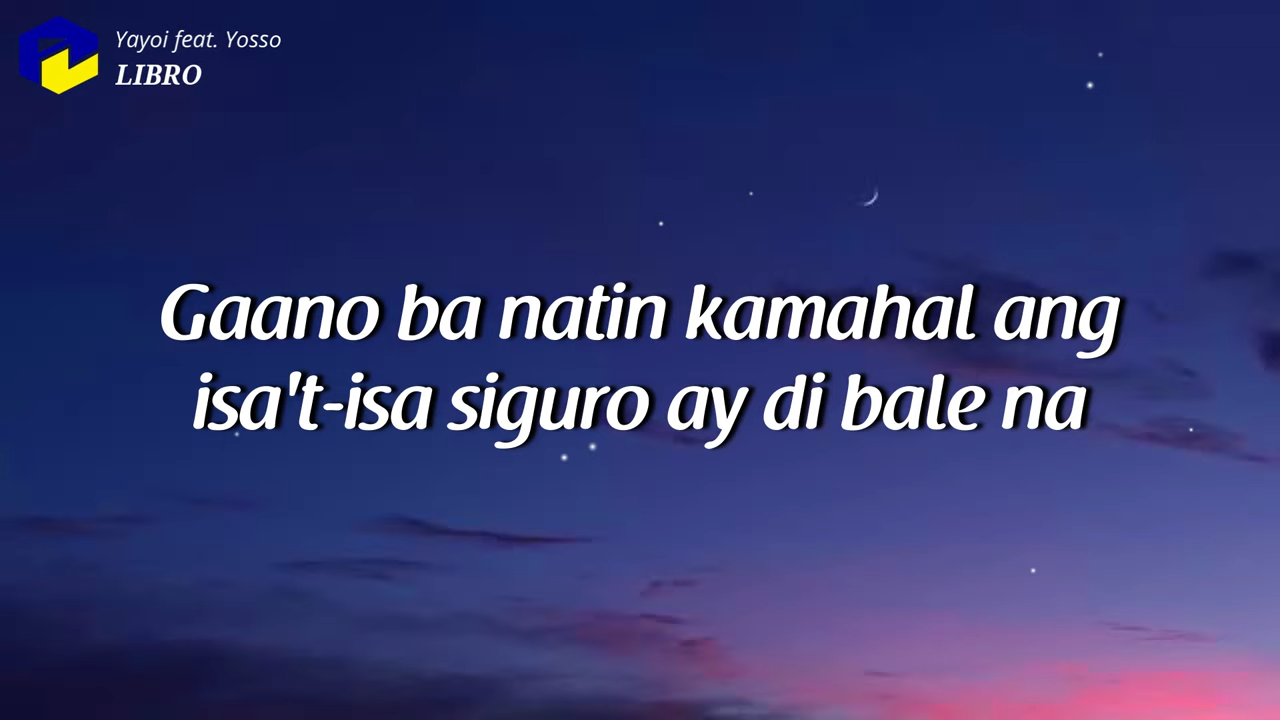 Yayoi feat. Yosso
LIBRO
Gaano ba natin kamahal ang
isa't-isa siguro ay di bale na